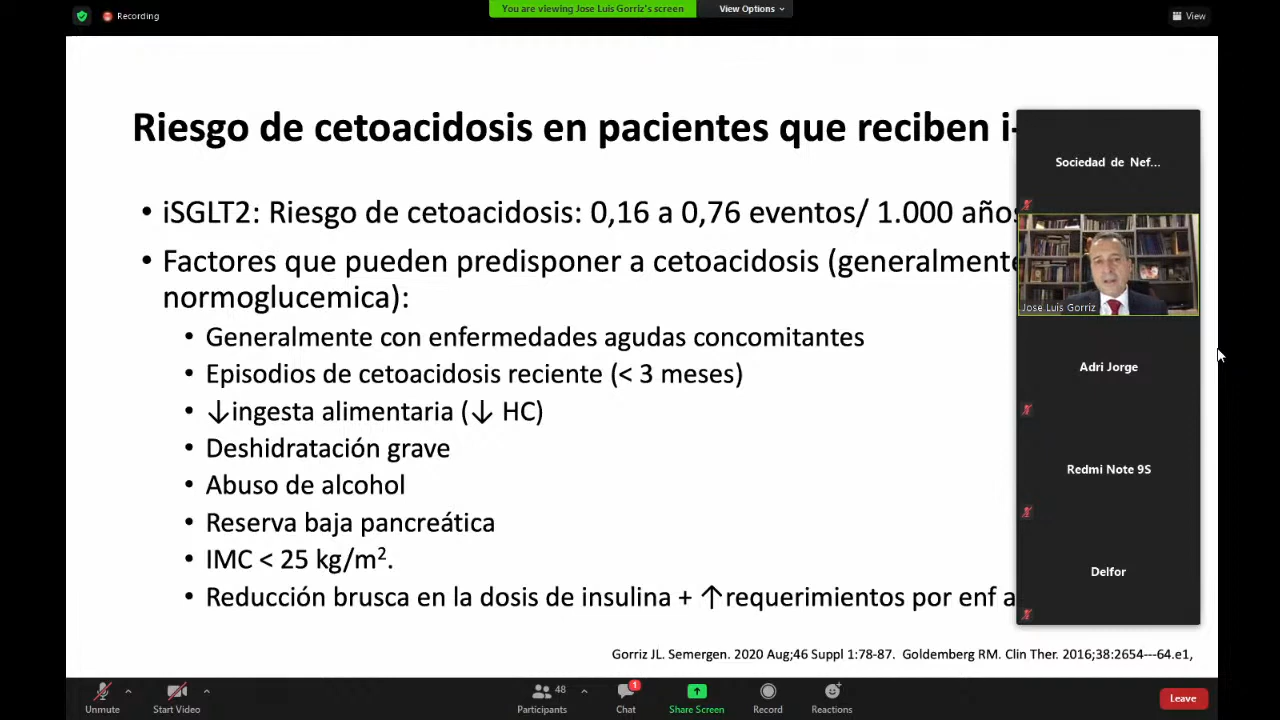 Recording
You are viewing Jose Luis Gorriz's screen
View Options
View
Riesgo de cetoacidosis en pacientes que reciben i-
• iSGLT2: Riesgo de cetoacidosis: 0,16 a 0,76 eventos/ 1.000 años
• Factores que pueden predisponer a cetoacidosis (generalmente
normoglucemica):
• Generalmente con enfermedades agudas concomitantes
• Episodios de cetoacidosis reciente (< 3 meses)
• ↓ingesta alimentaria (↓ HC)
• Deshidratación grave
• Abuso de alcohol
• Reserva baja pancreática
• IMC < 25 kg/m².
• Reducción brusca en la dosis de insulina + ↑requerimientos por enf a
Gorriz JL. Semergen. 2020 Aug;46 Suppl 1:78-87. Goldemberg RM. Clin Ther. 2016;38:2654---64.e1,
Sociedad de Nef...
Jose Luis Gorriz
Adri Jorge
Redmi Note 9S
Delfor
Unmute
Start Video
48
Participants
1
Chat
Share Screen
Record
Reactions
Leave